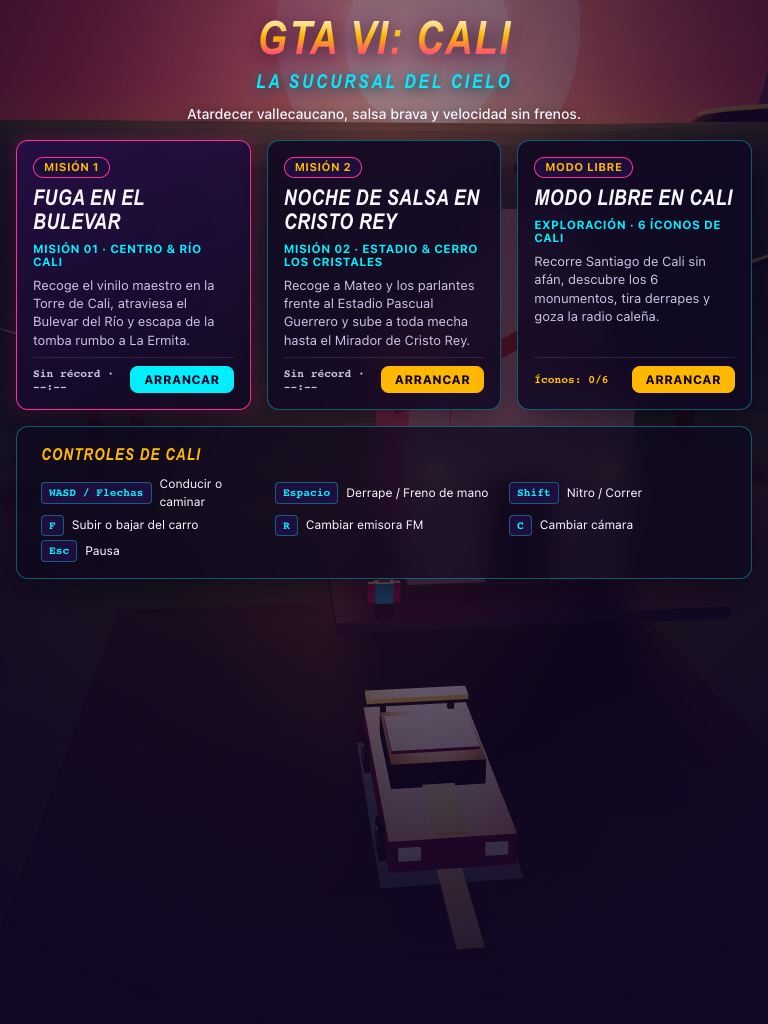 GTA VI: CALI
LA SUCURSAL DEL CIELO
Atardecer vallecaucano, salsa brava y velocidad sin frenos.
MISIÓN 1
FUGA EN EL
BULEVAR
MISIÓN 01 · CENTRO & RÍO
CALI
Recoge el vinilo maestro en la
Torre de Cali, atraviesa el
Bulevar del Río y escapa de la
tomba rumbo a La Ermita.
Sin récord ·
--:--
ARRANCAR
MISIÓN 2
NOCHE DE SALSA EN
CRISTO REY
MISIÓN 02 · ESTADIO & CERRO
LOS CRISTALES
Recoge a Mateo y los parlantes
frente al Estadio Pascual
Guerrero y sube a toda mecha
hasta el Mirador de Cristo Rey.
Sin récord ·
--:--
ARRANCAR
MODO LIBRE
MODO LIBRE EN CALI
EXPLORACIÓN · 6 ÍCONOS DE
CALI
Recorre Santiago de Cali sin
afán, descubre los 6
monumentos, tira derrapes y
goza la radio caleña.
Íconos: 0/6
ARRANCAR
CONTROLES DE CALI
WASD / Flechas Conducir o
caminar
Espacio Derrape / Freno de mano
Shift Nitro / Correr
F Subir o bajar del carro
R Cambiar emisora FM
C Cambiar cámara
Esc Pausa